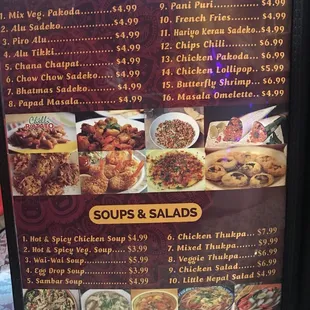 1. Mix Veg. Pakoda.......$4.99
2. Alu Sadeko...............$4.99
3. Piro Alu...................$4.99
4. Alu Tikki.................$4.99
5. Chana Chatpat..........$4.99
6. Chow Chow Sadeko....$4.99
7. Bhatmas Sadeko........$4.99
8. Papad Masala...........$4.99
9. Pani Puri...............$4.99
10. French Fries..........$4.99
11. Hariyo Kerau Sadeko..$4.99
12. Chips Chili............$6.99
13. Chicken Pakoda......$6.99
14. Chicken Lollipop.....$5.99
15. Butterfly Shrimp.....$6.99
16. Masala Omelette.....$4.99
SOUPS & SALADS
1. Hot & Spicy Chicken Soup $4.99
2. Hot & Spicy Veg. Soup $3.99
3. Wai-Wai Soup...........$5.99
4. Egg Drop Soup..........$3.99
5. Sambar Soup............$4.99
6. Chicken Thukpa...$7.99
7. Mixed Thukpa.......$9.99
8. Veggie Thukpa......$6.99
9. Chicken Salad.......$6.99
10. Little Nepal Salad $4.99